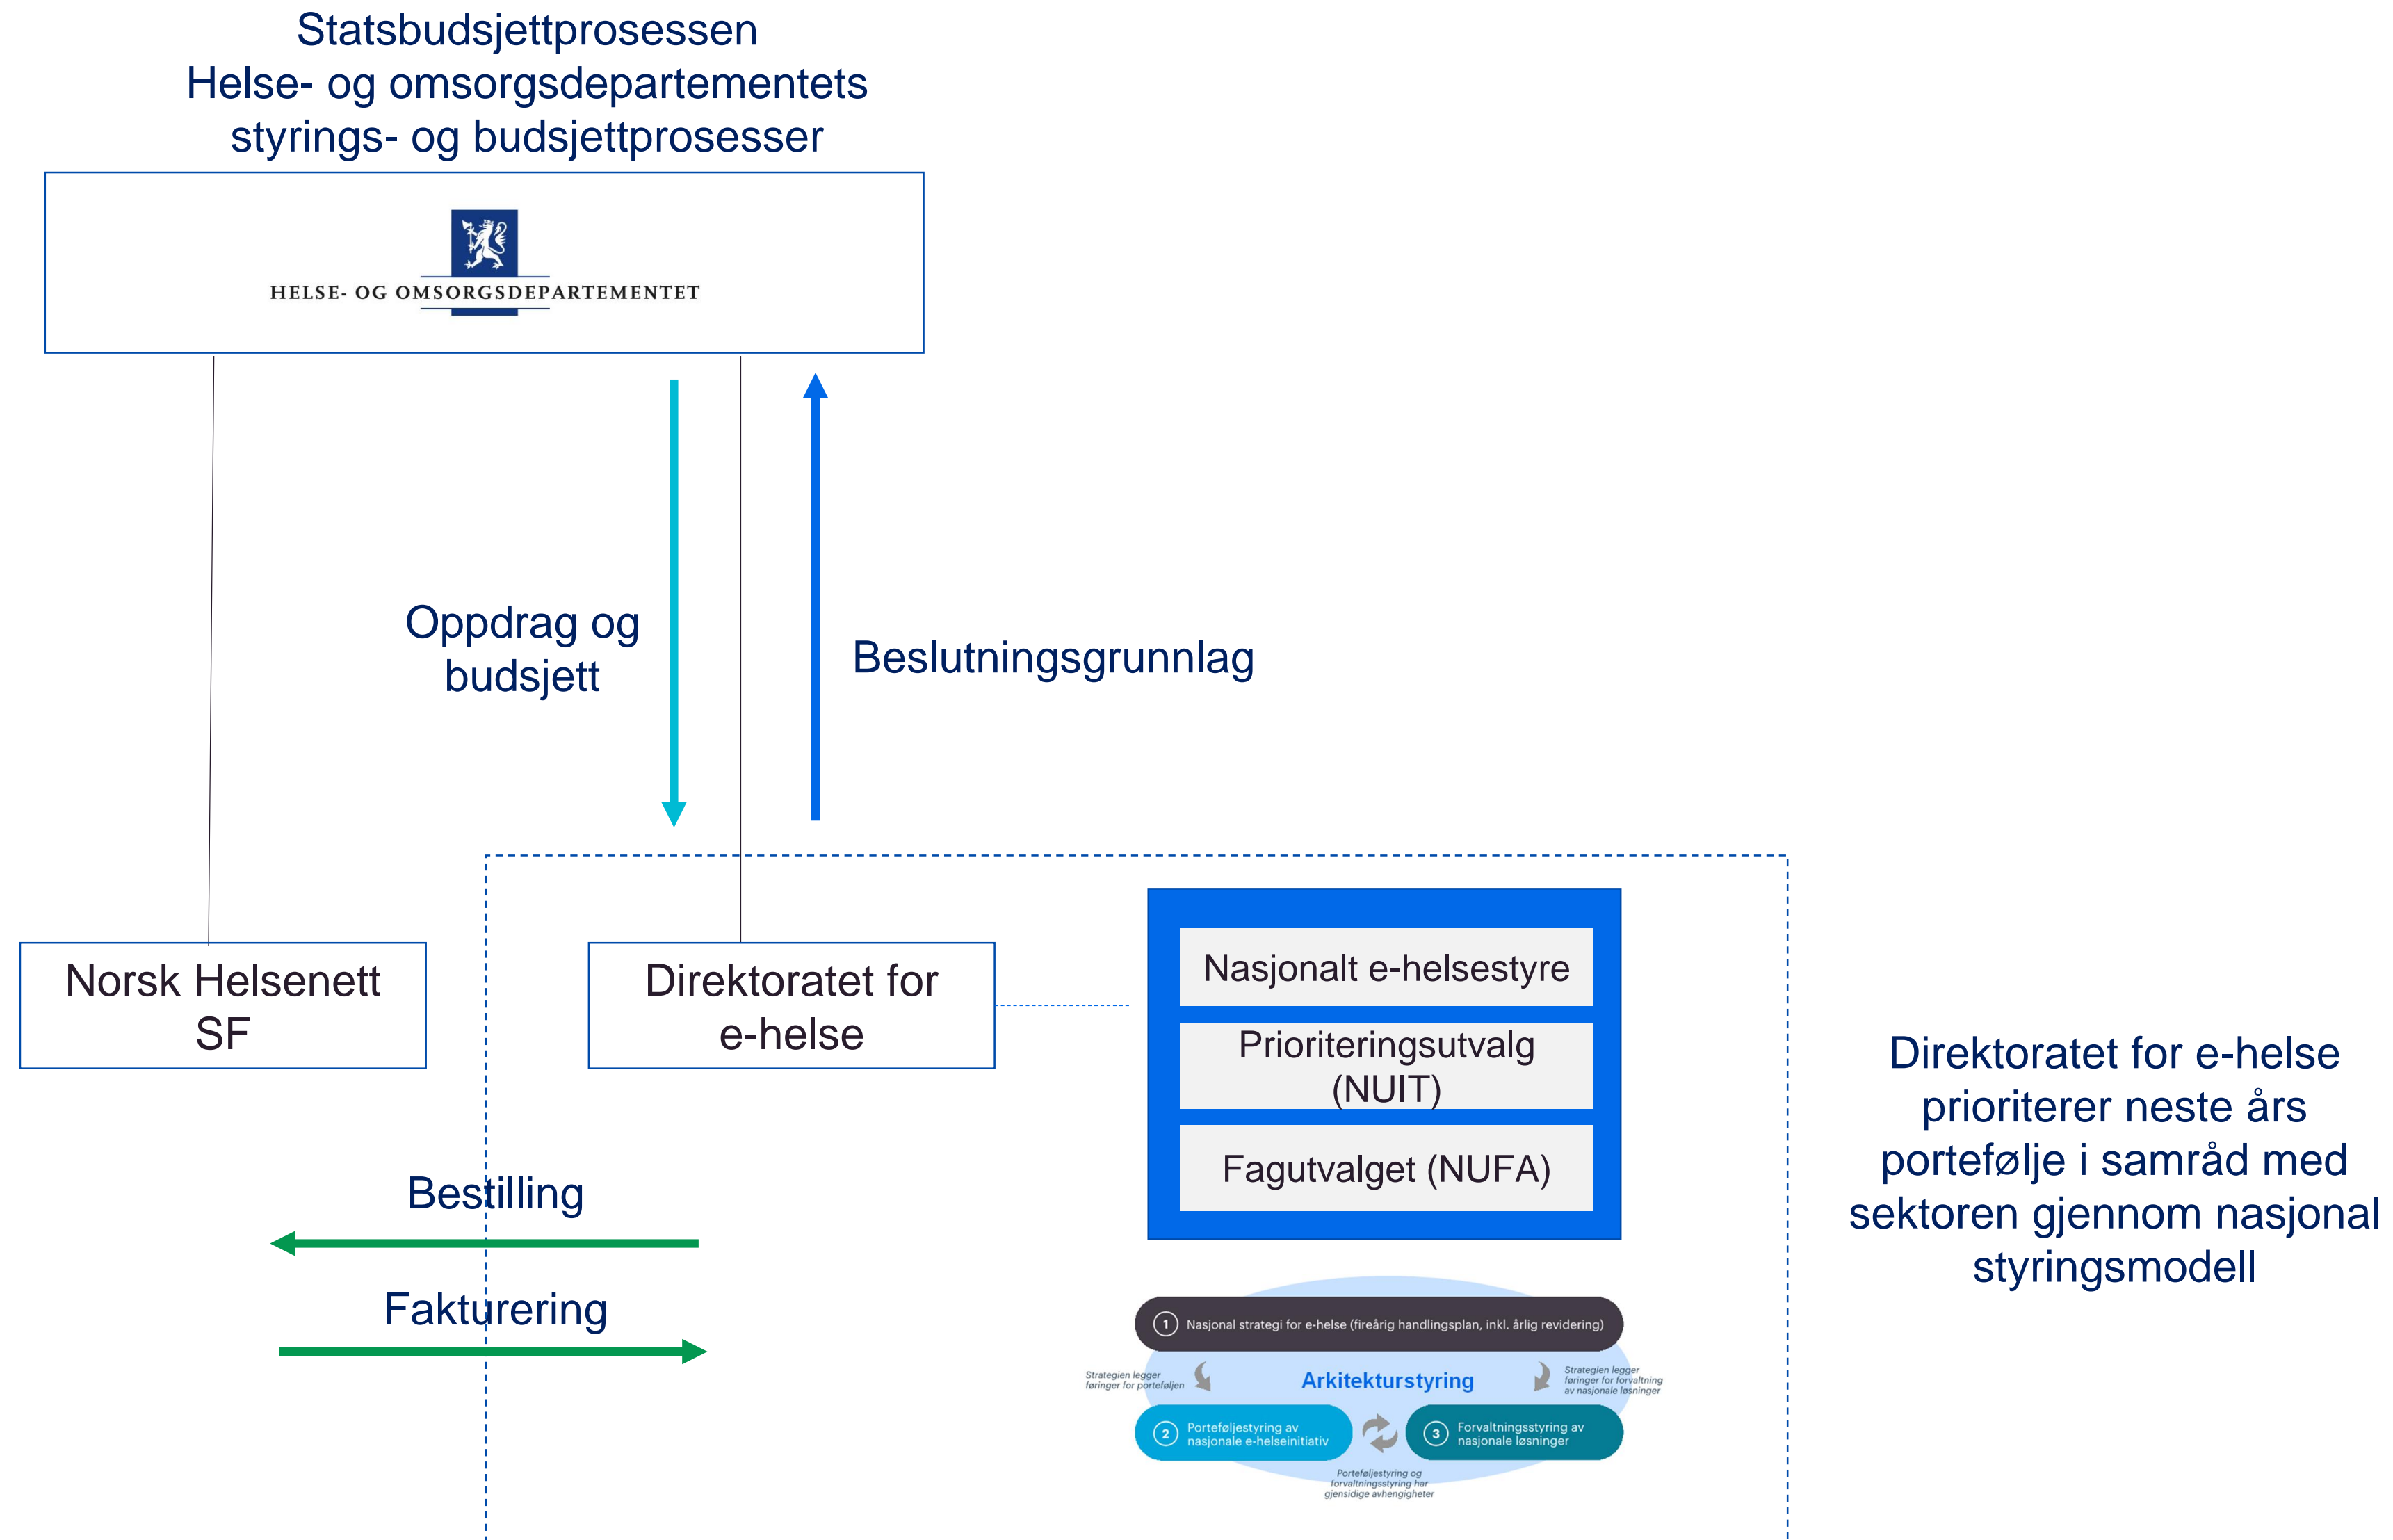 Statsbudsjettprosessen
Helse- og omsorgsdepartementets
styrings- og budsjettprosesser
HELSE- OG OMSORGSDEPARTEMENTET
Oppdrag og
budsjett
Beslutningsgrunnlag
Norsk Helsenett
SF
Direktoratet for
e-helse
Nasjonalt e-helsestyre
Prioriteringsutvalg
(NUIT)
Fagutvalget (NUFA)
Direktoratet for e-helse
prioriterer neste års
portefølje i samråd med
sektoren gjennom nasjonal
styringsmodell
Bestilling
Fakturering
1 Nasjonal strategi for e-helse (fireårig handlingsplan, inkl. årlig revidering)
Strategien legger
føringer for porteføljen
Arkitekturstyring
Strategien legger
føringer for forvaltning
av nasjonale løsninger
2 Porteføljestyring av
nasjonale e-helseinitiativ
3 Forvaltningsstyring av
nasjonale løsninger
Porteføljestyring og
forvaltningsstyring har
gjensidige avhengigheter